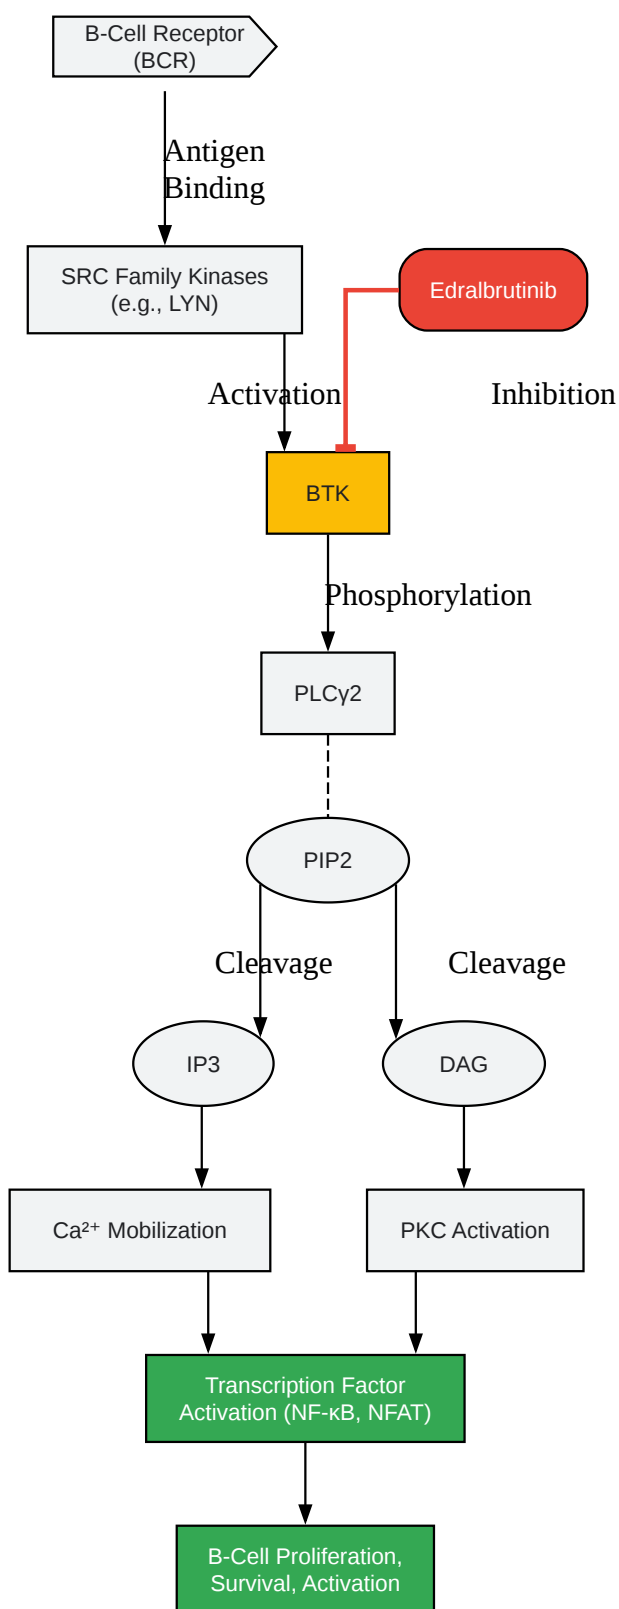 B-Cell Receptor
(BCR)
Antigen
Binding
SRC Family Kinases
(e.g., LYN)
Edralbrutinib
Activation
Inhibition
BTK
Phosphorylation
PLCγ2
PIP2
Cleavage
Cleavage
IP3
DAG
Ca²⁺ Mobilization
PKC Activation
Transcription Factor
Activation (NF-κB, NFAT)
B-Cell Proliferation,
Survival, Activation